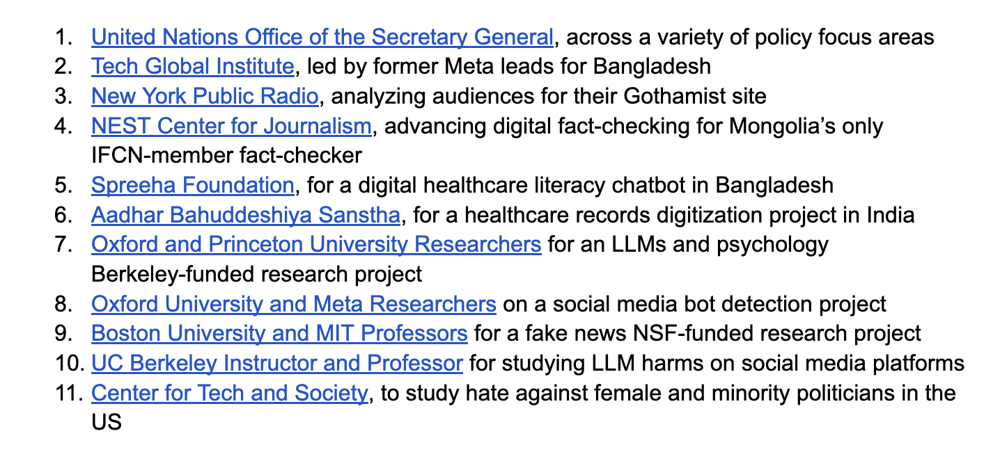 1. United Nations Office of the Secretary General, across a variety of policy focus areas
2. Tech Global Institute, led by former Meta leads for Bangladesh
3. New York Public Radio, analyzing audiences for their Gothamist site
4. NEST Center for Journalism, advancing digital fact-checking for Mongolia’s only
IFCN-member fact-checker
5. Spreeha Foundation, for a digital healthcare literacy chatbot in Bangladesh
6. Aadhar Bahuddeshiya Sanstha, for a healthcare records digitization project in India
7. Oxford and Princeton University Researchers for an LLMs and psychology
Berkeley-funded research project
8. Oxford University and Meta Researchers on a social media bot detection project
9. Boston University and MIT Professors for a fake news NSF-funded research project
10. UC Berkeley Instructor and Professor for studying LLM harms on social media platforms
11. Center for Tech and Society, to study hate against female and minority politicians in the
US